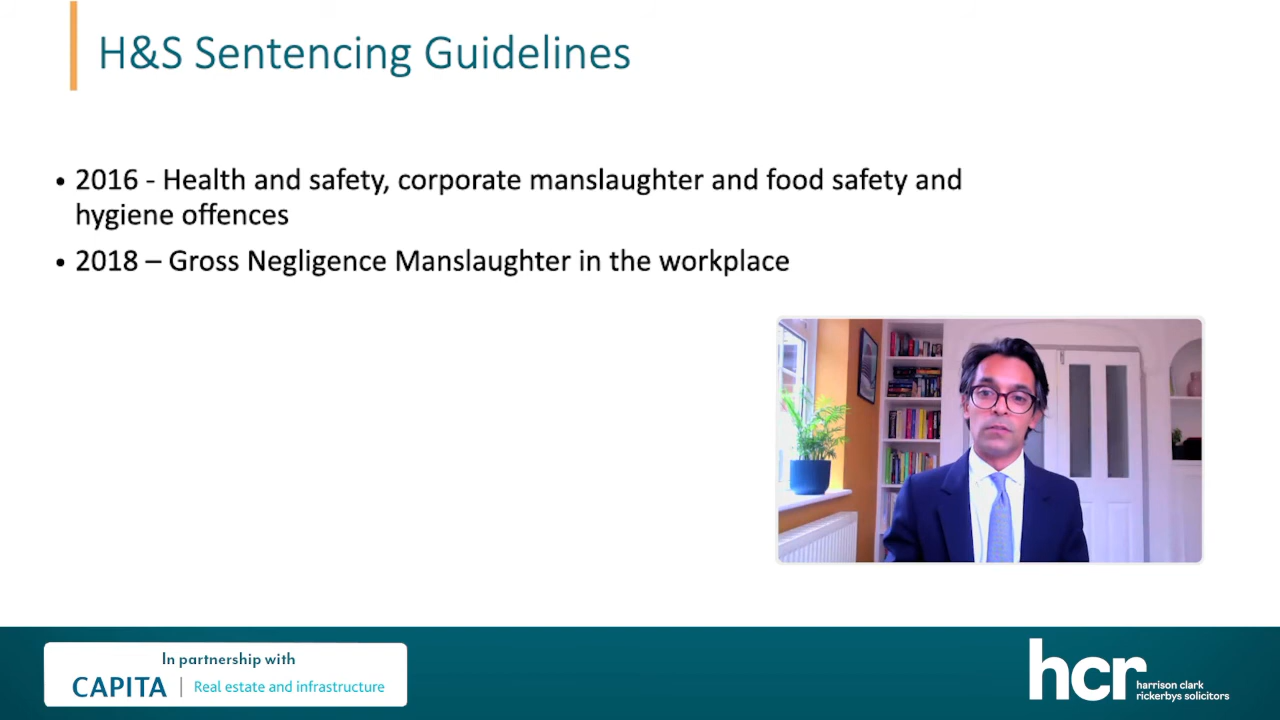 H&S Sentencing Guidelines
• 2016 - Health and safety, corporate manslaughter and food safety and
hygiene offences
• 2018 – Gross Negligence Manslaughter in the workplace
In partnership with
CAPITA | Real estate and infrastructure
hcr harrison clark
rickerbys solicitors